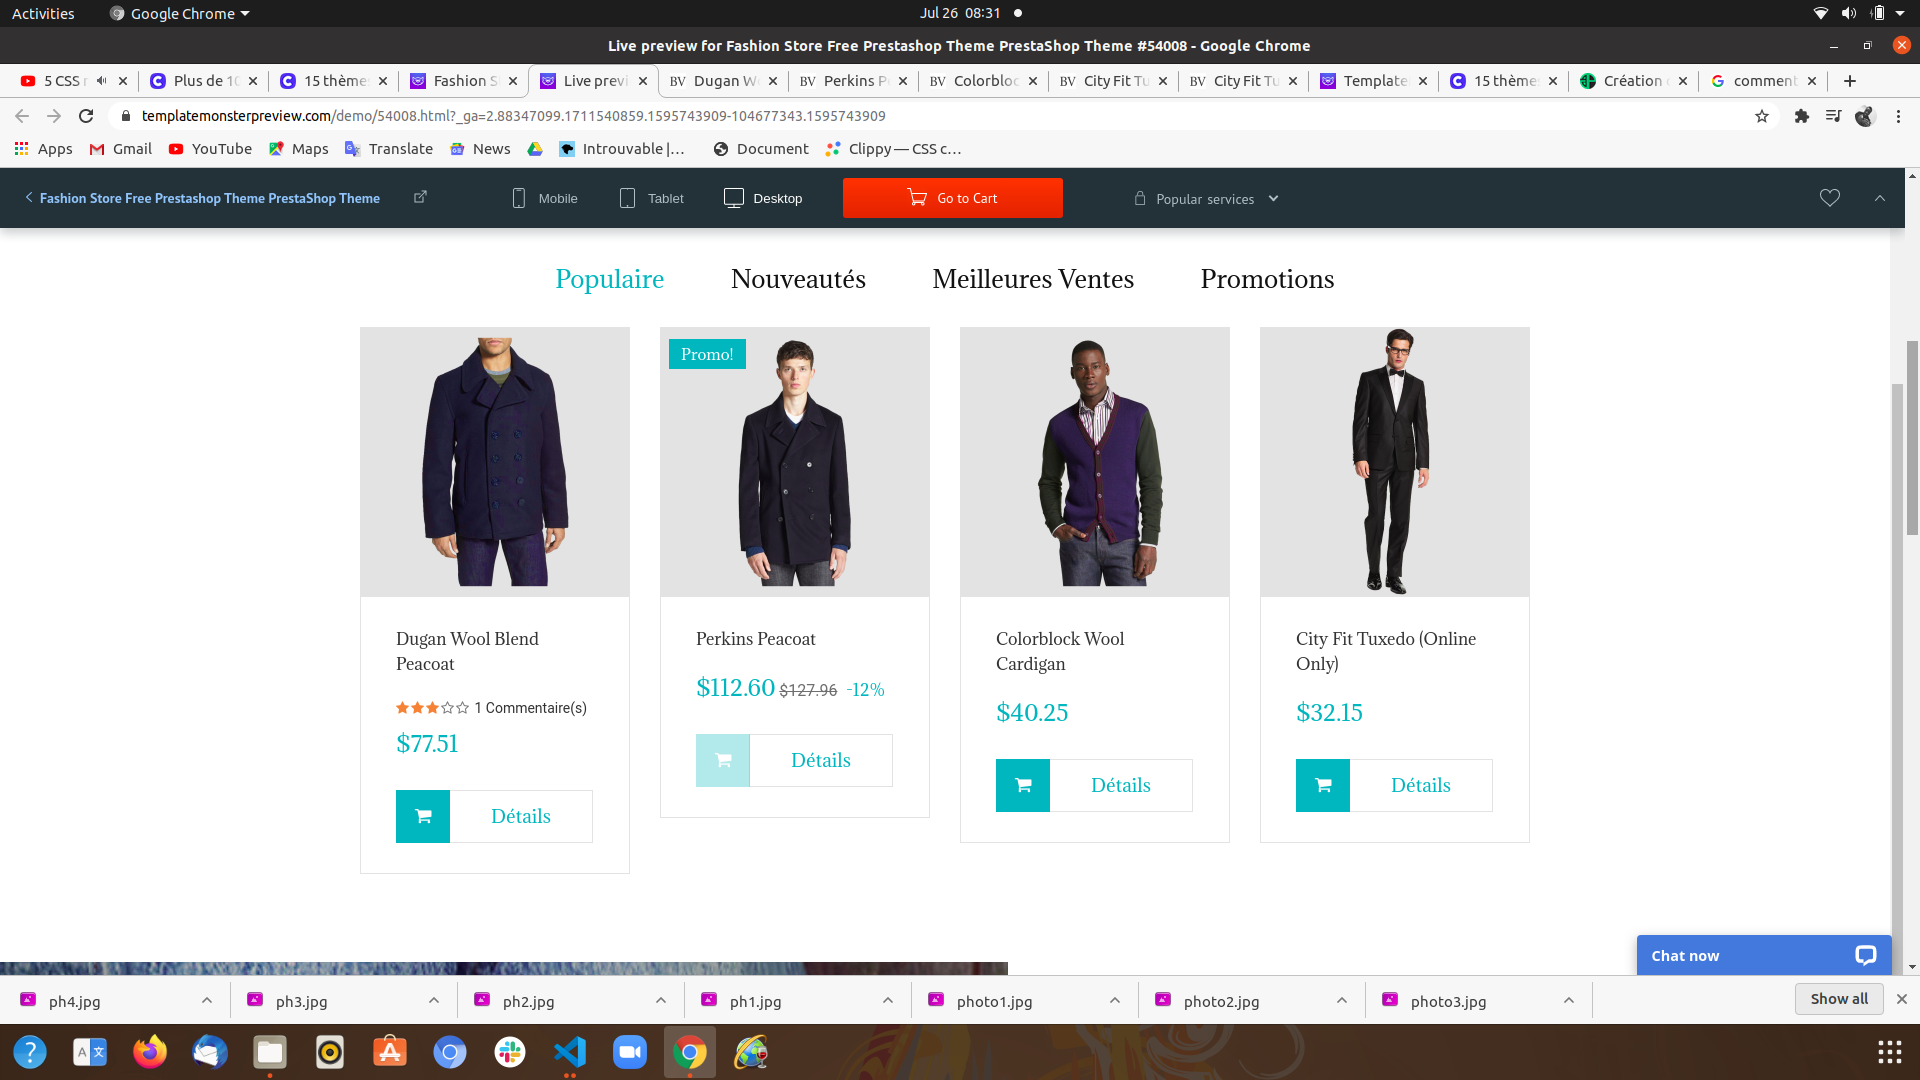 Activities
Google Chrome
Jul 26 08:31
Live preview for Fashion Store Free Prestashop Theme PrestaShop Theme #54008 - Google Chrome
5 CSS
Plus de 10
15 thème
Fashion S
Live previ
BV Dugan W
BV Perkins P
BV Colorbloc
BV City Fit Tu
BV City Fit Tu
Template
15 thème
Création
comment
templatemonsterpreview.com/demo/54008.html?_ga=2.88347099.1711540859.1595743909-104677343.1595743909
Apps
Gmail
YouTube
Maps
Translate
News
Introuvable |...
Document
Clippy — CSS c...
Fashion Store Free Prestashop Theme PrestaShop Theme
Mobile
Tablet
Desktop
Go to Cart
Popular services
Populaire
Nouveautés
Meilleures Ventes
Promotions
Promo!
Dugan Wool Blend
Peacoat
1 Commentaire(s)
$77.51
Détails
Perkins Peacoat
$112.60 $127.96 -12%
Détails
Colorblock Wool
Cardigan
$40.25
Détails
City Fit Tuxedo (Online
Only)
$32.15
Détails
Chat now
ph4.jpg
ph3.jpg
ph2.jpg
ph1.jpg
photo1.jpg
photo2.jpg
photo3.jpg
Show all